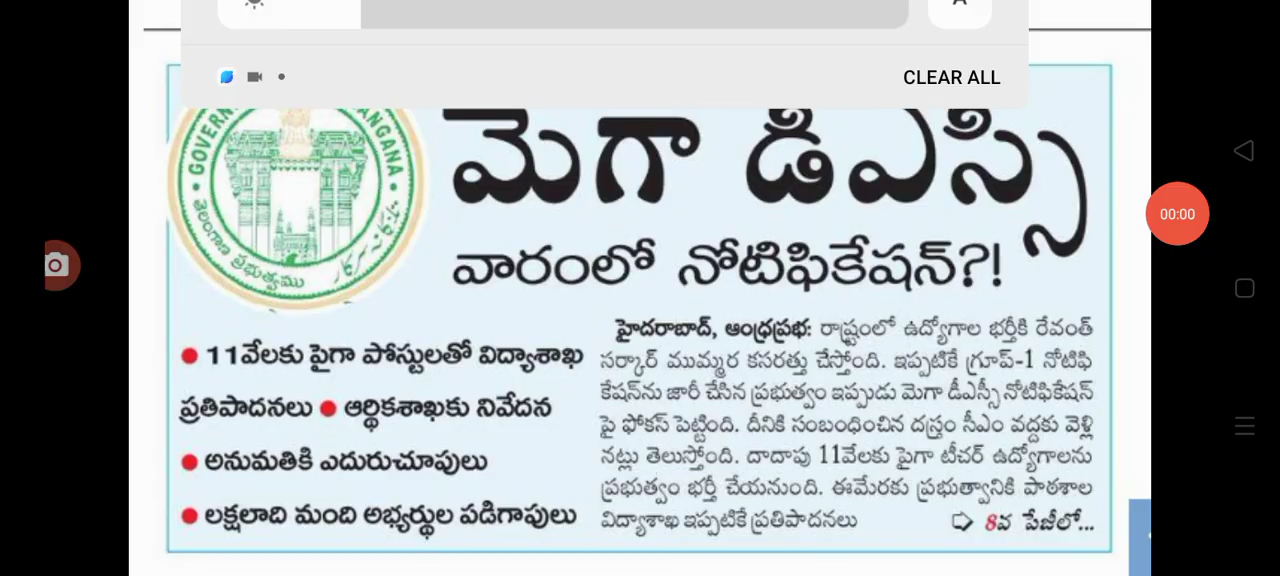 CLEAR ALL
00:00
తెలంగాణ ప్రభుత్వము
మెగా డీఎస్సీ
వారంలో నోటిఫికేషన్?!
● 11వేలకు పైగా పోస్టులతో విద్యాశాఖ
ప్రతిపాదనలు ● ఆర్థికశాఖకు నివేదన
● అనుమతికి ఎదురుచూపులు
● లక్షలాది మంది అభ్యర్థుల పడిగాపులు
హైదరాబాద్, ఆంధ్రప్రభ: రాష్ట్రంలో ఉద్యోగాల భర్తీకి రేవంత్
సర్కార్ ముమ్మర కసరత్తు చేస్తోంది. ఇప్పటికే గ్రూప్-1 నోటిఫి
కేషన్‌ను జారీ చేసిన ప్రభుత్వం ఇప్పుడు మెగా డీఎస్సీ నోటిఫికేషన్
పై ఫోకస్ పెట్టింది. దీనికి సంబంధించిన దస్త్రం సీఎం వద్దకు వెళ్లి
నట్లు తెలుస్తోంది. దాదాపు 11వేలకు పైగా టీచర్ ఉద్యోగాలను
ప్రభుత్వం భర్తీ చేయనుంది. ఈమేరకు ప్రభుత్వానికి పాఠశాల
విద్యాశాఖ ఇప్పటికే ప్రతిపాదనలు ➩ 8వ పేజీలో...